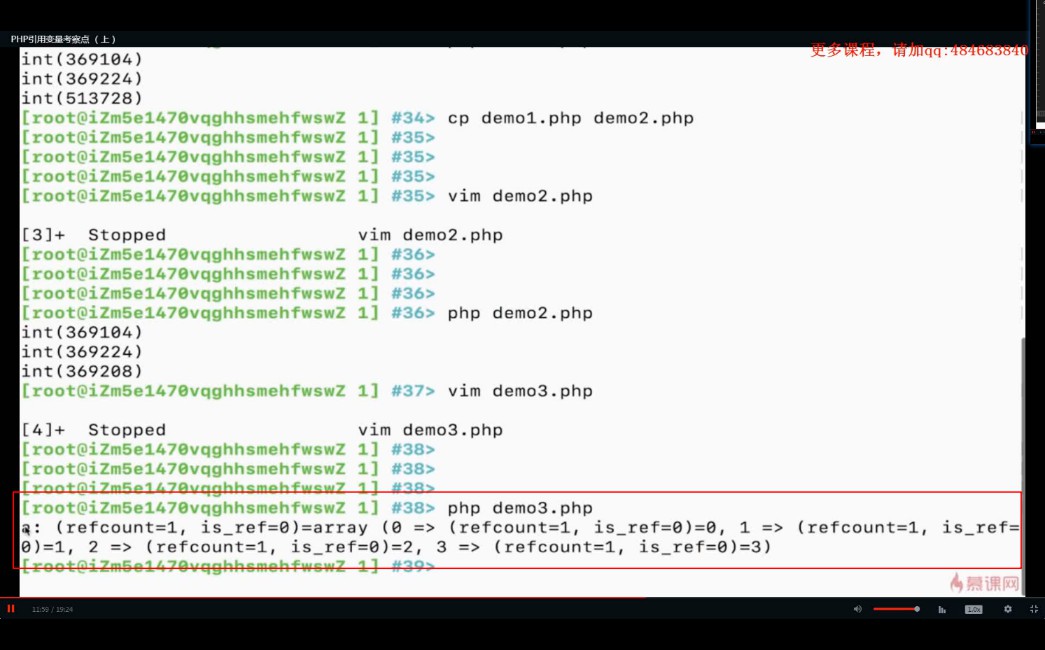 PHP引用变量考察点（上）
更多课程，请加qq:484683840
int(369104)
int(369224)
int(513728)
[root@iZm5e1470vqghhsmehfwswZ 1] #34> cp demo1.php demo2.php
[root@iZm5e1470vqghhsmehfwswZ 1] #35>
[root@iZm5e1470vqghhsmehfwswZ 1] #35>
[root@iZm5e1470vqghhsmehfwswZ 1] #35>
[root@iZm5e1470vqghhsmehfwswZ 1] #35> vim demo2.php
[3]+  Stopped                 vim demo2.php
[root@iZm5e1470vqghhsmehfwswZ 1] #36>
[root@iZm5e1470vqghhsmehfwswZ 1] #36>
[root@iZm5e1470vqghhsmehfwswZ 1] #36>
[root@iZm5e1470vqghhsmehfwswZ 1] #36> php demo2.php
int(369104)
int(369224)
int(369208)
[root@iZm5e1470vqghhsmehfwswZ 1] #37> vim demo3.php
[4]+  Stopped                 vim demo3.php
[root@iZm5e1470vqghhsmehfwswZ 1] #38>
[root@iZm5e1470vqghhsmehfwswZ 1] #38>
[root@iZm5e1470vqghhsmehfwswZ 1] #38>
[root@iZm5e1470vqghhsmehfwswZ 1] #38> php demo3.php
a: (refcount=1, is_ref=0)=array (0 => (refcount=1, is_ref=0)=0, 1 => (refcount=1, is_ref=
0)=1, 2 => (refcount=1, is_ref=0)=2, 3 => (refcount=1, is_ref=0)=3)
[root@iZm5e1470vqghhsmehfwswZ 1] #39>
慕课网
12:59 / 19:24
1.0x